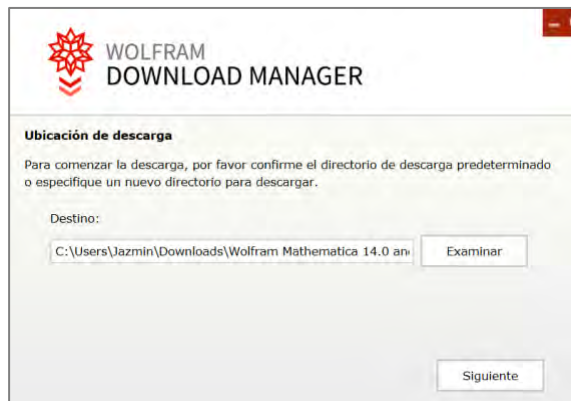 WOLFRAM
DOWNLOAD MANAGER
Ubicación de descarga
Para comenzar la descarga, por favor confirme el directorio de descarga predeterminado
o especifique un nuevo directorio para descargar.
Destino:
C:\Users\Jazmin\Downloads\Wolfram Mathematica 14.0 an
Examinar
Siguiente